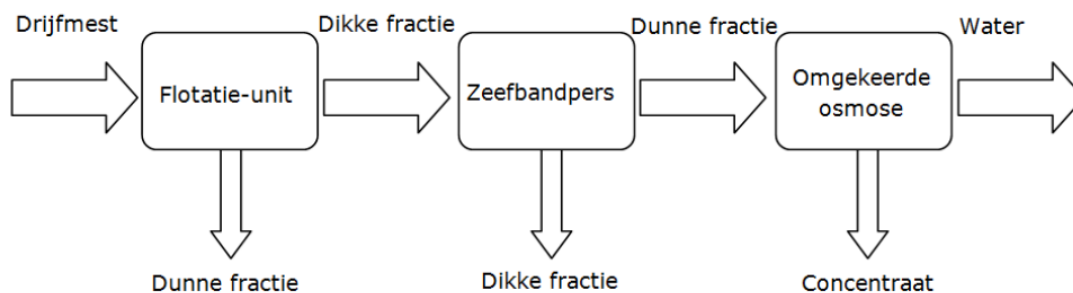 Drijfmest
Dikke fractie
Dunne fractie
Water
Flotatie-unit
Zeefbandpers
Omgekeerde
osmose
Dunne fractie
Dikke fractie
Concentraat